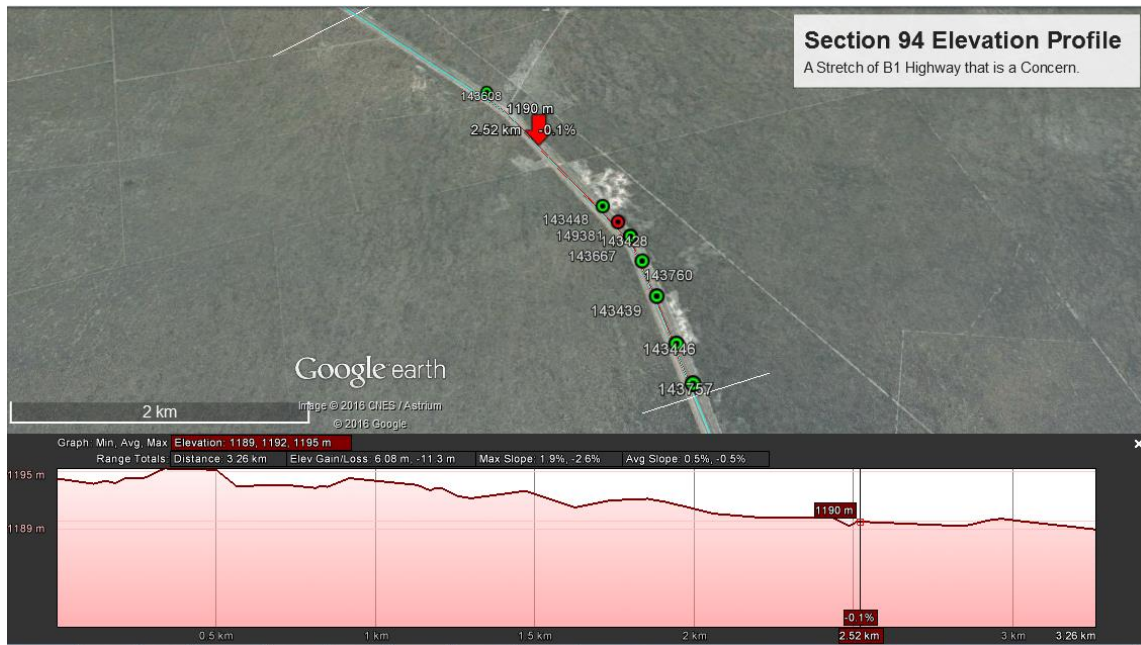 Section 94 Elevation Profile
A Stretch of B1 Highway that is a Concern.
143608
1190 m
2.52 km -0.1%
143448
149381 143428
143667
143760
143439
143446
143757
Google earth
Image © 2016 CNES / Astrium
© 2016 Google
2 km
Graph: Min, Avg, Max Elevation: 1189, 1192, 1195 m
Range Totals: Distance: 3.26 km Elev Gain/Loss: 6.08 m, -11.3 m Max Slope: 1.9%, -2.6% Avg Slope: 0.5%, -0.5%
1195 m
1189 m
1190 m
-0.1%
0.5 km 1 km 1.5 km 2 km 2.52 km 3 km 3.26 km